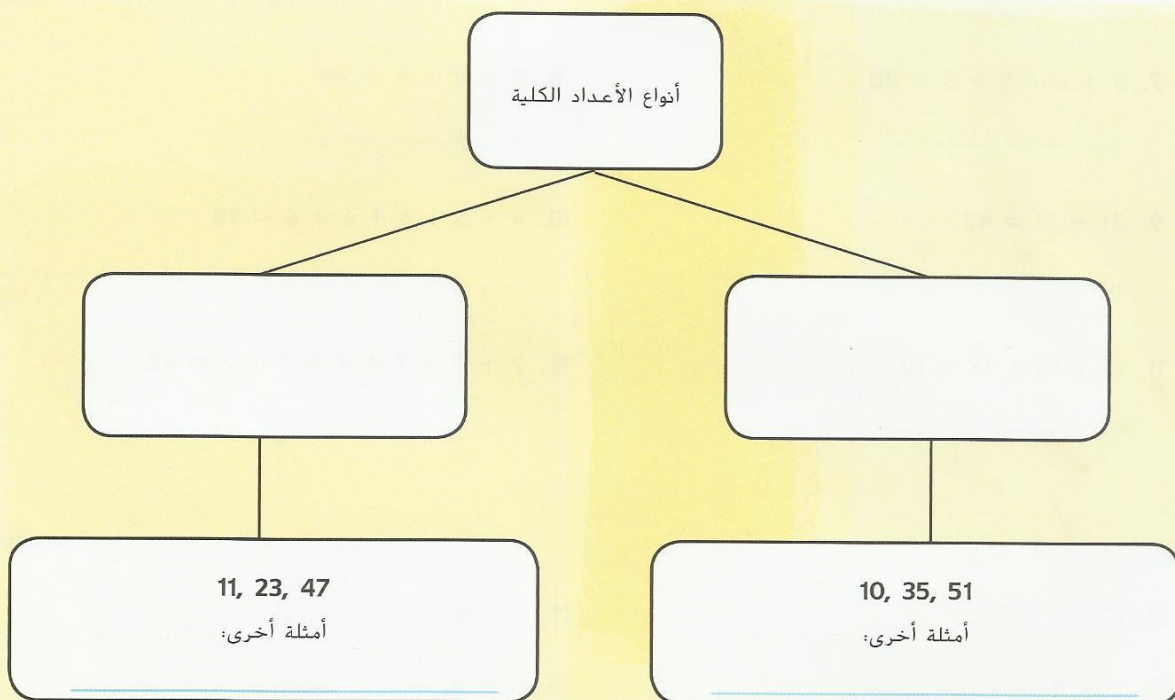 أنواع الأعداد الكلية
10, 35, 51
أمثلة أخرى:
11, 23, 47
أمثلة أخرى: